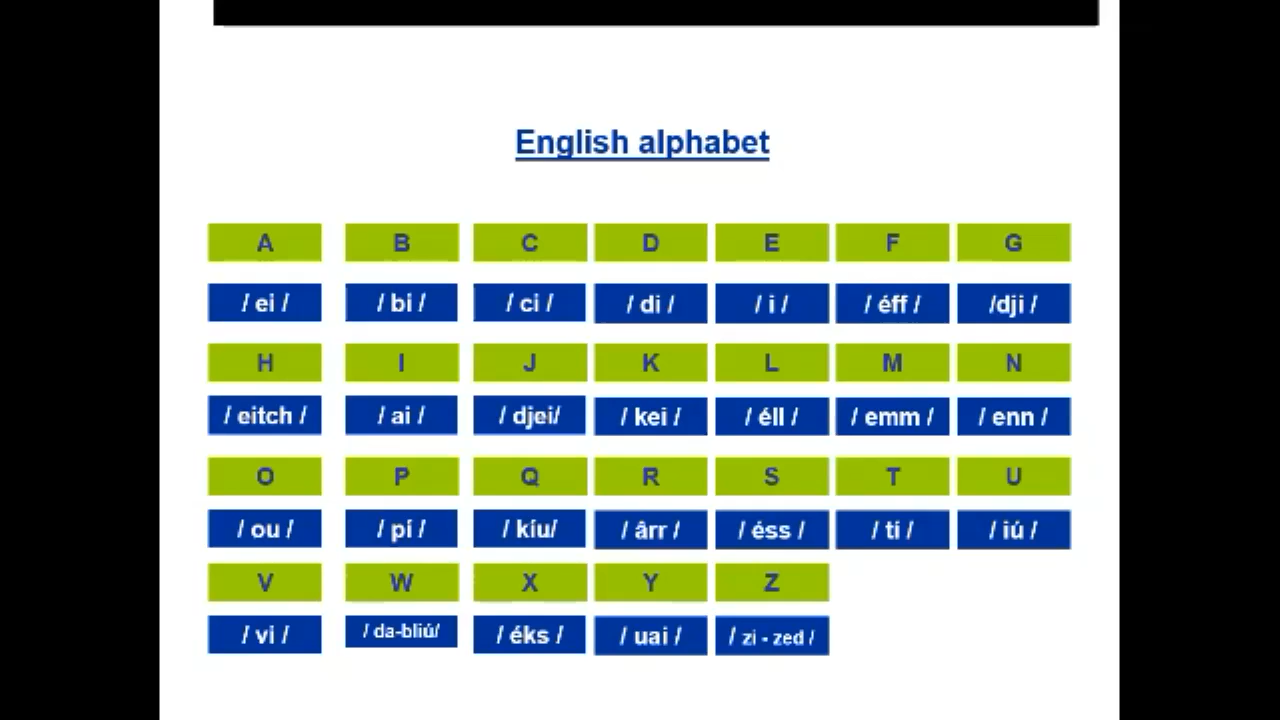 English alphabet
A B C D E F G
/ ei / / bi / / ci / / di / / i / / éff / /dji /
H I J K L M N
/ eitch / / ai / / djei/ / kei / / éll / / emm / / enn /
O P Q R S T U
/ ou / / pí / / kíu/ / ârr / / éss / / tí / / iú /
V W X Y Z
/ vi / / da-bliú/ / éks / / uai / / zi - zed /